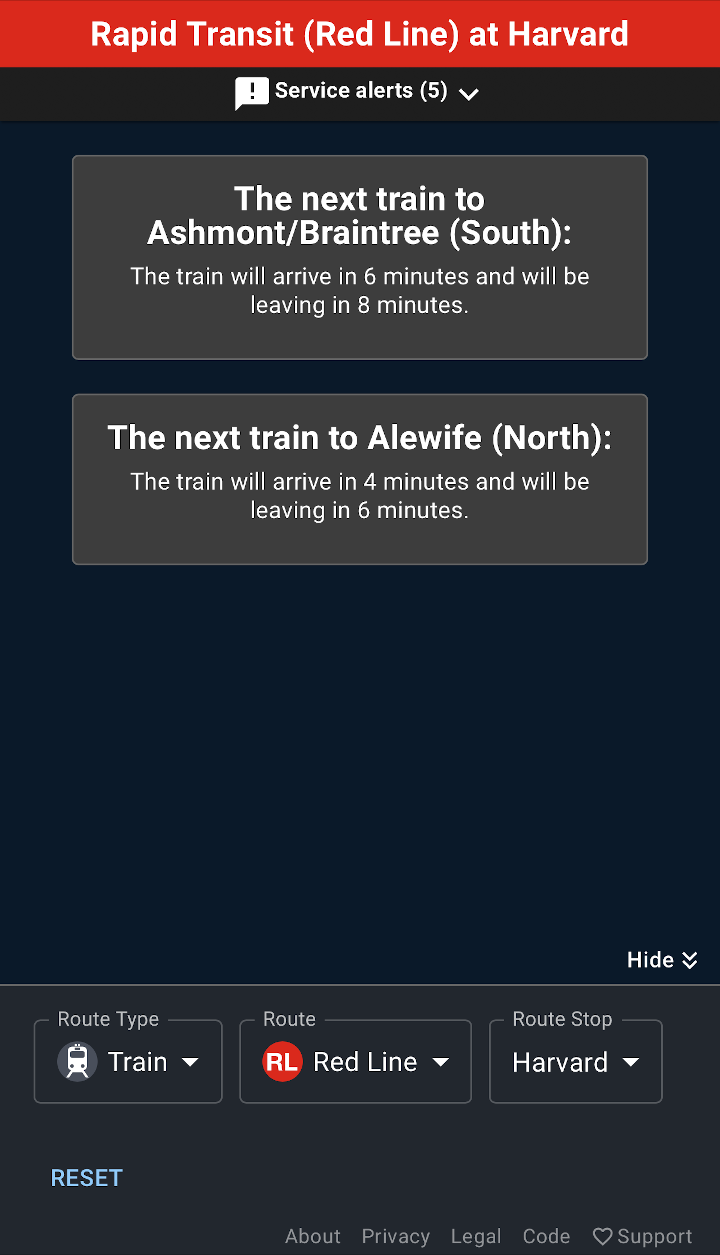 Rapid Transit (Red Line) at Harvard
Service alerts (5)
The next train to
Ashmont/Braintree (South):
The train will arrive in 6 minutes and will be
leaving in 8 minutes.
The next train to Alewife (North):
The train will arrive in 4 minutes and will be
leaving in 6 minutes.
Hide
Route Type Route Route Stop
Train RL Red Line Harvard
RESET
About Privacy Legal Code Support